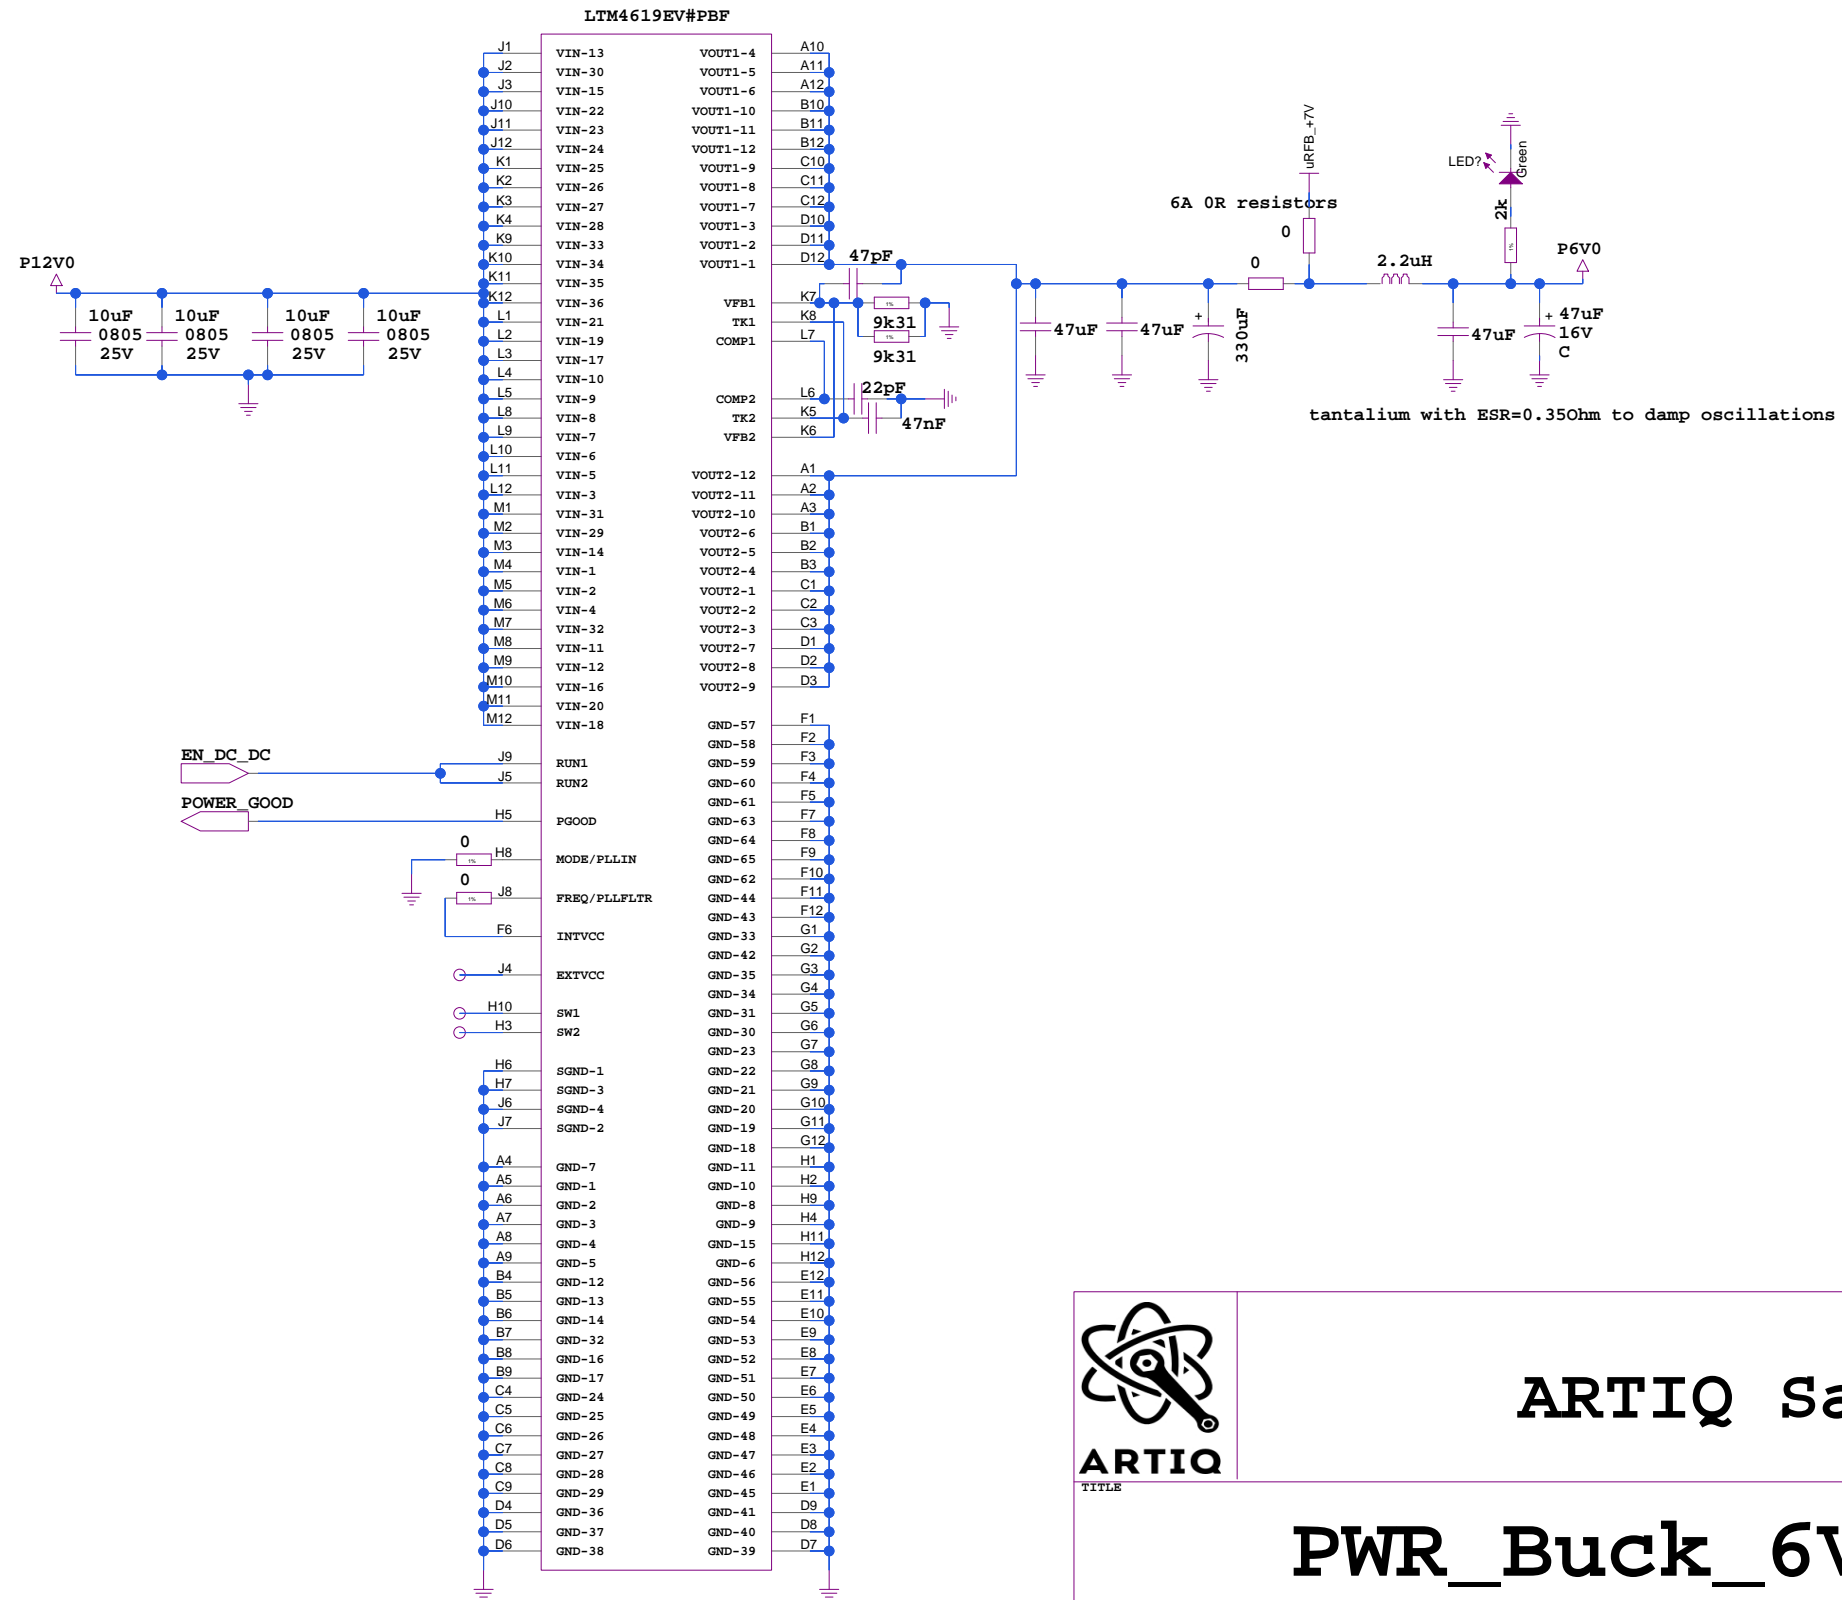 LTM4619EV#PBF
J1 VIN-13 VOUT1-4 A10
J2 VIN-30 VOUT1-5 A11
J3 VIN-15 VOUT1-6 A12
J10 VIN-22 VOUT1-10 B10
J11 VIN-23 VOUT1-11 B11
J12 VIN-24 VOUT1-12 B12
K1 VIN-25 VOUT1-9 C10
K2 VIN-26 VOUT1-8 C11
K3 VIN-27 VOUT1-7 C12
K4 VIN-28 VOUT1-3 D10
K9 VIN-33 VOUT1-2 D11
K10 VIN-34 VOUT1-1 D12
K11 VIN-35
K12 VIN-36 VFB1 K7
L1 VIN-21 TK1 K8
L2 VIN-19 COMP1 L7
L3 VIN-17
L4 VIN-10
L5 VIN-9 COMP2 L6
L8 VIN-8 TK2 K5
L9 VIN-7 VFB2 K6
L10 VIN-6
L11 VIN-5 VOUT2-12 A1
L12 VIN-3 VOUT2-11 A2
M1 VIN-31 VOUT2-10 A3
M2 VIN-29 VOUT2-6 B1
M3 VIN-14 VOUT2-5 B2
M4 VIN-1 VOUT2-4 B3
M5 VIN-2 VOUT2-1 C1
M6 VIN-4 VOUT2-2 C2
M7 VIN-32 VOUT2-3 C3
M8 VIN-11 VOUT2-7 D1
M9 VIN-12 VOUT2-8 D2
M10 VIN-16 VOUT2-9 D3
M11 VIN-20
M12 VIN-18 GND-57 F1
GND-58 F2
J9 RUN1 GND-59 F3
J5 RUN2 GND-60 F4
GND-61 F5
H5 PGOOD GND-63 F7
GND-64 F8
H8 MODE/PLLIN GND-65 F9
GND-62 F10
J8 FREQ/PLLFLTR GND-44 F11
GND-43 F12
F6 INTVCC GND-33 G1
GND-42 G2
J4 EXTVCC GND-35 G3
GND-34 G4
H10 SW1 GND-31 G5
H3 SW2 GND-30 G6
GND-23 G7
H6 SGND-1 GND-22 G8
H7 SGND-3 GND-21 G9
J6 SGND-4 GND-20 G10
J7 SGND-2 GND-19 G11
GND-18 G12
A4 GND-7 GND-11 H1
A5 GND-1 GND-10 H2
A6 GND-2 GND-8 H9
A7 GND-3 GND-9 H4
A8 GND-4 GND-15 H11
A9 GND-5 GND-6 H12
B4 GND-12 GND-56 E12
B5 GND-13 GND-55 E11
B6 GND-14 GND-54 E10
B7 GND-32 GND-53 E9
B8 GND-16 GND-52 E8
B9 GND-17 GND-51 E7
C4 GND-24 GND-50 E6
C5 GND-25 GND-49 E5
C6 GND-26 GND-48 E4
C7 GND-27 GND-47 E3
C8 GND-28 GND-46 E2
C9 GND-29 GND-45 E1
D4 GND-36 GND-41 D9
D5 GND-37 GND-40 D8
D6 GND-38 GND-39 D7
P12V0
10uF 10uF 10uF 10uF
0805 0805 0805 0805
25V 25V 25V 25V
EN_DC_DC
POWER_GOOD
0
1%
0
1%
47pF
1%
9k31
1%
9k31
22pF
47nF
uRFB_+7V
6A 0R resistors
0
0
2.2uH
LED?
Green
2k
1%
P6V0
47uF
47uF
+
330uF
47uF
+ 47uF
16V
C
tantalium with ESR=0.35Ohm to damp oscillations
ARTIQ
ARTIQ Sa
TITLE
PWR_Buck_6V